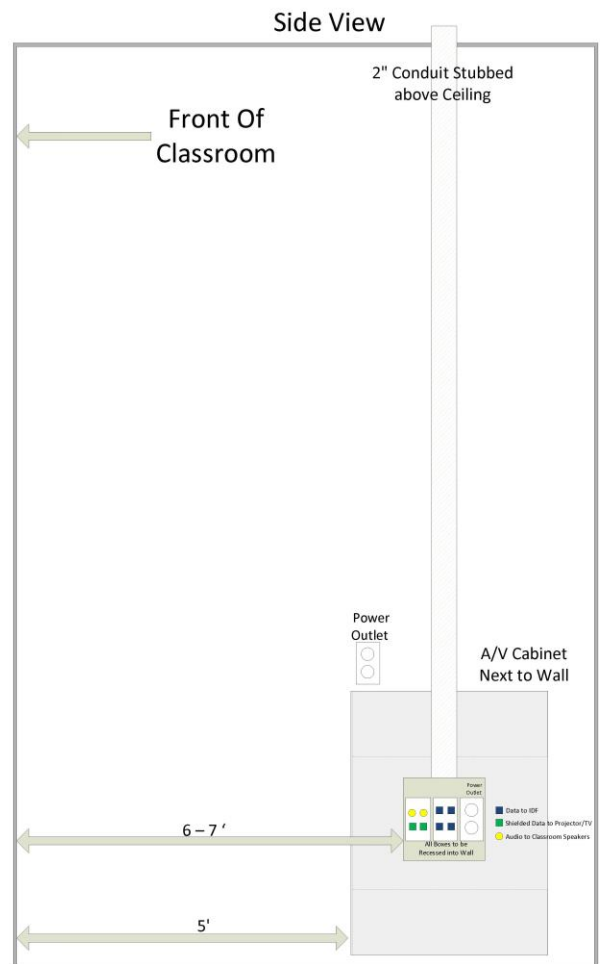 Side View
2" Conduit Stubbed
above Ceiling
Front Of
Classroom
Power
Outlet
A/V Cabinet
Next to Wall
Power
Outlet
Data to IDF
Shielded Data to Projector/TV
Audio to Classroom Speakers
All Boxes to be
Recessed into Wall
6 – 7 ‘
5'